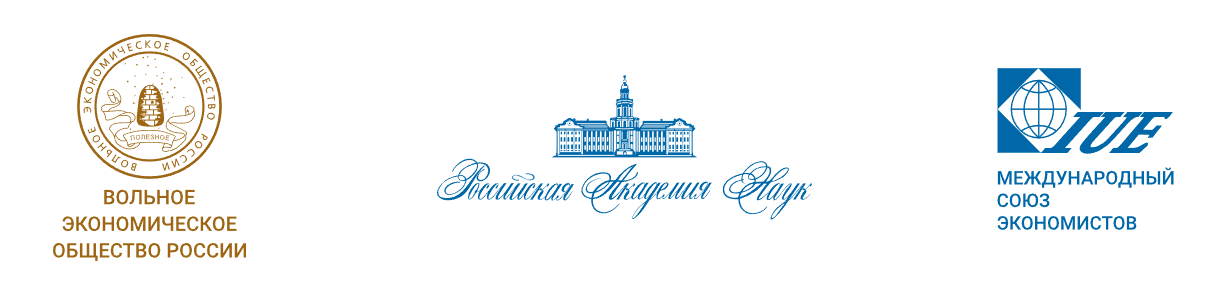 ВОЛЬНОЕ ЭКОНОМИЧЕСКОЕ ОБЩЕСТВО РОССИИ
ПОЛЕЗНОЕ
ВОЛЬНОЕ
ЭКОНОМИЧЕСКОЕ
ОБЩЕСТВО РОССИИ
Российская Академия Наук
IUE
МЕЖДУНАРОДНЫЙ
СОЮЗ
ЭКОНОМИСТОВ